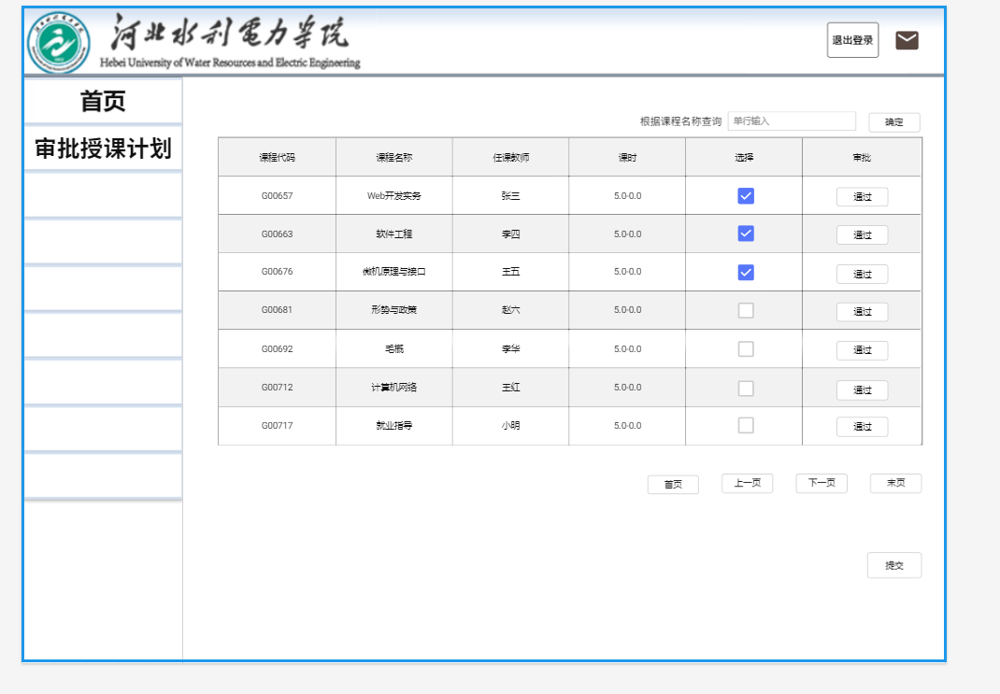 河北水利電力学院
Hebei University of Water Resources and Electric Engineering
退出登录
首页
审批授课计划
根据课程名称查询 单行输入 确定
课程代码 课程名称 任课教师 课时 选择 审批
G00657 Web开发实务 张三 5.0-0.0 通过
G00663 软件工程 李四 5.0-0.0 通过
G00676 微机原理与接口 王五 5.0-0.0 通过
G00681 形势与政策 赵六 5.0-0.0 通过
G00692 毛概 李华 5.0-0.0 通过
G00712 计算机网络 王红 5.0-0.0 通过
G00717 就业指导 小明 5.0-0.0 通过
首页 上一页 下一页 末页
提交